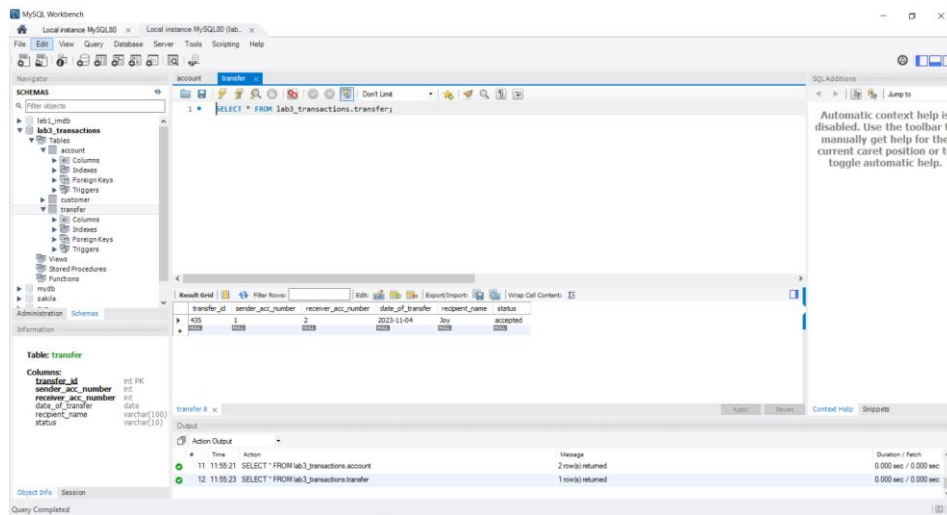 MySQL Workbench
Local instance MySQL80 × Local instance MySQL80 (lab.. ×
File Edit View Query Database Server Tools Scripting Help
Navigator
SCHEMAS
Filter objects
lab1_imdb
lab3_transactions
Tables
account
Columns
Indexes
Foreign Keys
Triggers
customer
transfer
Columns
Indexes
Foreign Keys
Triggers
Views
Stored Procedures
Functions
mydb
sakila
Administration Schemas
Information
Table: transfer
Columns:
transfer_id int PK
sender_acc_number int
receiver_acc_number int
date_of_transfer date
recipient_name varchar(100)
status varchar(10)
Object Info Session
Query Completed
account transfer ×
Don't Limit
1 SELECT * FROM lab3_transactions.transfer;
Result Grid Filter Rows: Edit: Export/Import: Wrap Cell Content:
transfer_id sender_acc_number receiver_acc_number date_of_transfer recipient_name status
435 1 2 2023-11-04 Joy accepted
NULL NULL NULL NULL NULL NULL
transfer 8 × Apply Revert
Output
Action Output
# Time Action Message Duration / Fetch
11 11:55:21 SELECT * FROM lab3_transactions.account 2 row(s) returned 0.000 sec / 0.000 sec
12 11:55:23 SELECT * FROM lab3_transactions.transfer 1 row(s) returned 0.000 sec / 0.000 sec
SQLAdditions
Jump to
Automatic context help is
disabled. Use the toolbar
manually get help for the
current caret position or
toggle automatic help.
Context Help Snippets